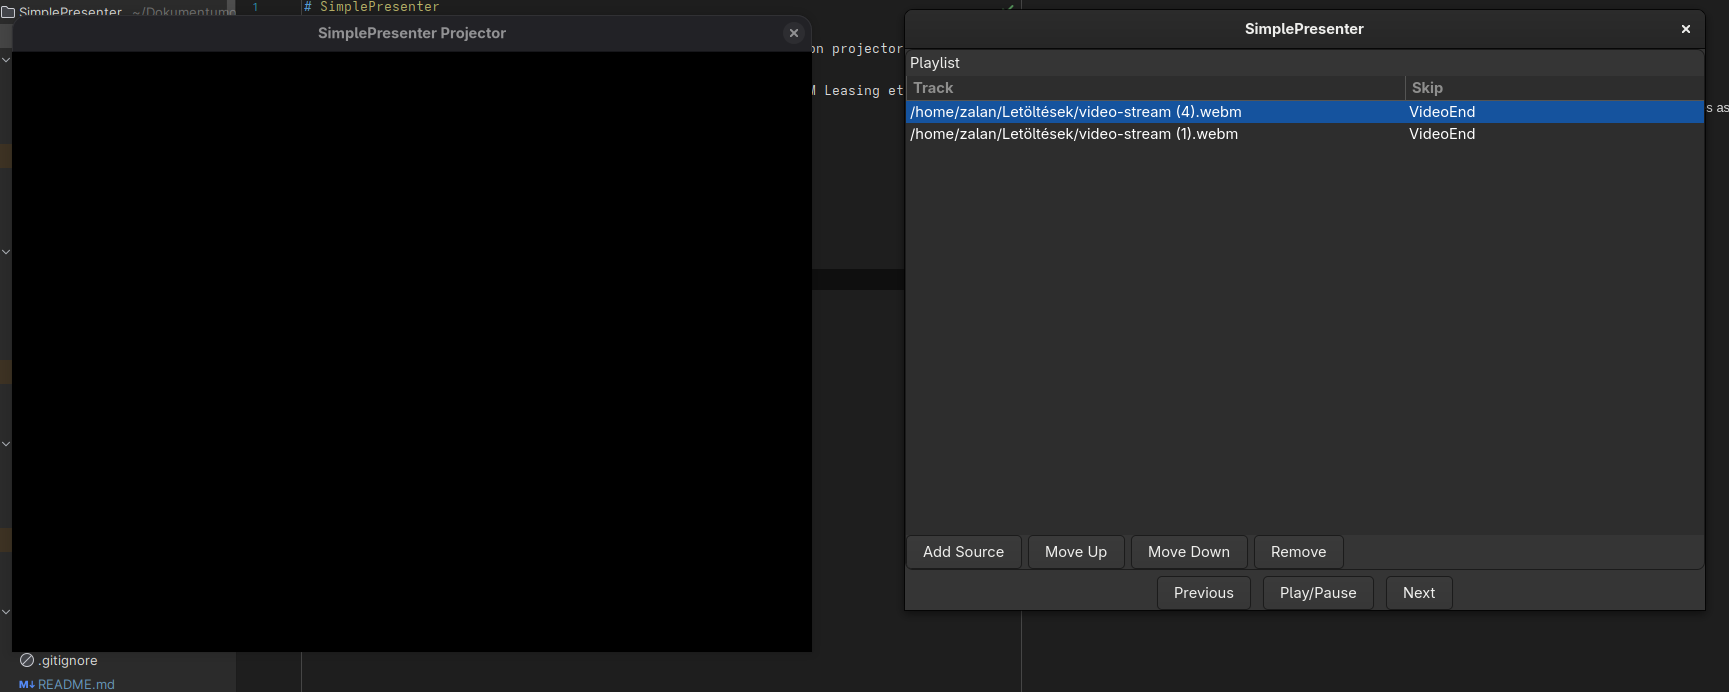 SimplePresenter ~/Dokumentum
1 # SimplePresenter
SimplePresenter Projector
on projector
M Leasing et
SimplePresenter
Playlist
Track Skip
/home/zalan/Letöltések/video-stream (4).webm VideoEnd
/home/zalan/Letöltések/video-stream (1).webm VideoEnd
s as
Add Source Move Up Move Down Remove
Previous Play/Pause Next
.gitignore
M↓ README.md